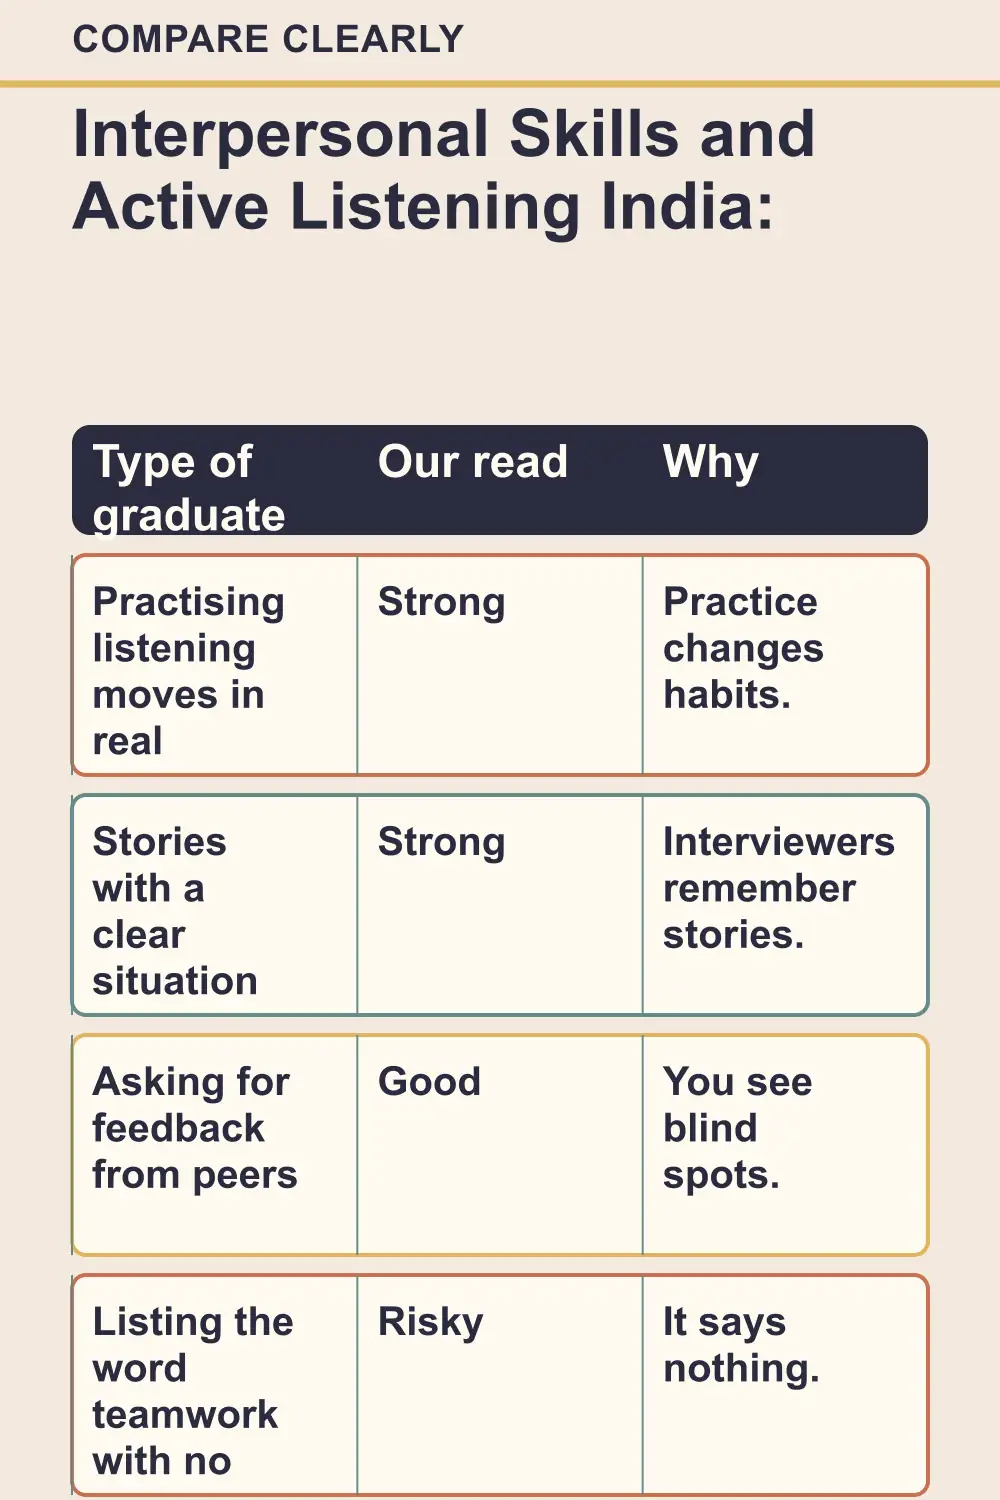 COMPARE CLEARLY
Interpersonal Skills and
Active Listening India:
Type of
graduate
Our read
Why
Practising
listening
moves in
real
Strong
Practice
changes
habits.
Stories
with a
clear
situation
Strong
Interviewers
remember
stories.
Asking for
feedback
from peers
Good
You see
blind
spots.
Listing the
word
teamwork
with no
Risky
It says
nothing.